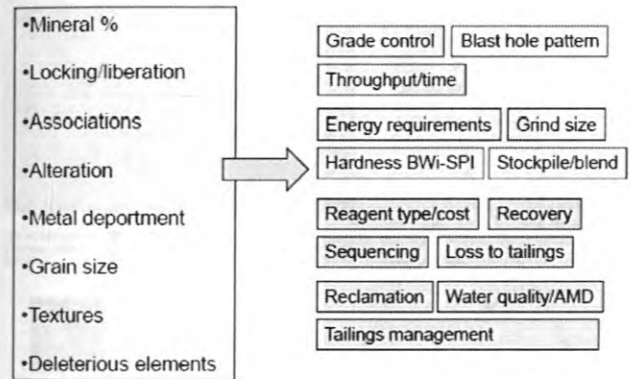 •Mineral %
•Locking/liberation
•Associations
•Alteration
•Metal deportment
•Grain size
•Textures
•Deleterious elements
Grade control Blast hole pattern
Throughput/time
Energy requirements Grind size
Hardness BWi-SPI Stockpile/blend
Reagent type/cost Recovery
Sequencing Loss to tailings
Reclamation Water quality/AMD
Tailings management